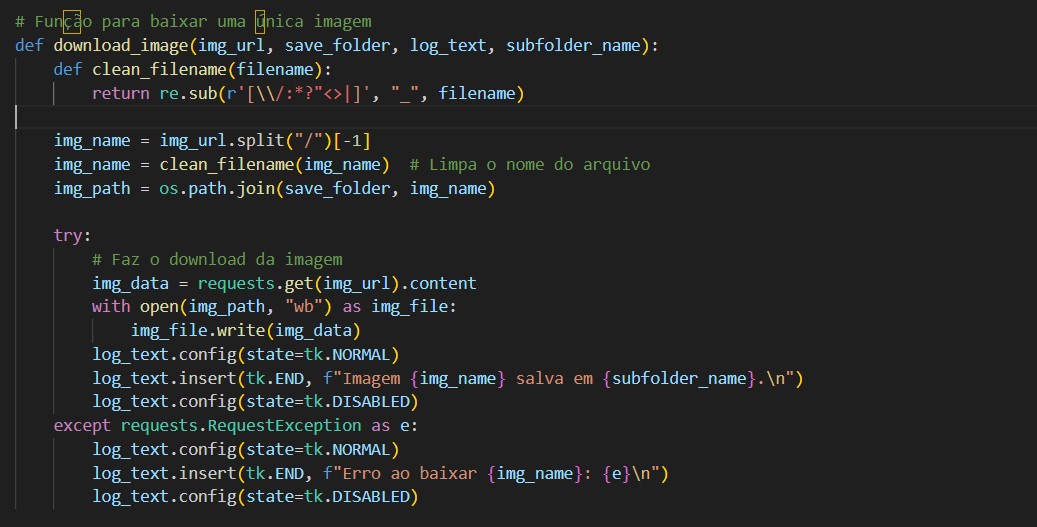 # Função para baixar uma única imagem
def download_image(img_url, save_folder, log_text, subfolder_name):
    def clean_filename(filename):
        return re.sub(r'[\\/:*?"<>|]', "_", filename)

    img_name = img_url.split("/")[-1]
    img_name = clean_filename(img_name)  # Limpa o nome do arquivo
    img_path = os.path.join(save_folder, img_name)

    try:
        # Faz o download da imagem
        img_data = requests.get(img_url).content
        with open(img_path, "wb") as img_file:
            img_file.write(img_data)
        log_text.config(state=tk.NORMAL)
        log_text.insert(tk.END, f"Imagem {img_name} salva em {subfolder_name}.\n")
        log_text.config(state=tk.DISABLED)
    except requests.RequestException as e:
        log_text.config(state=tk.NORMAL)
        log_text.insert(tk.END, f"Erro ao baixar {img_name}: {e}\n")
        log_text.config(state=tk.DISABLED)